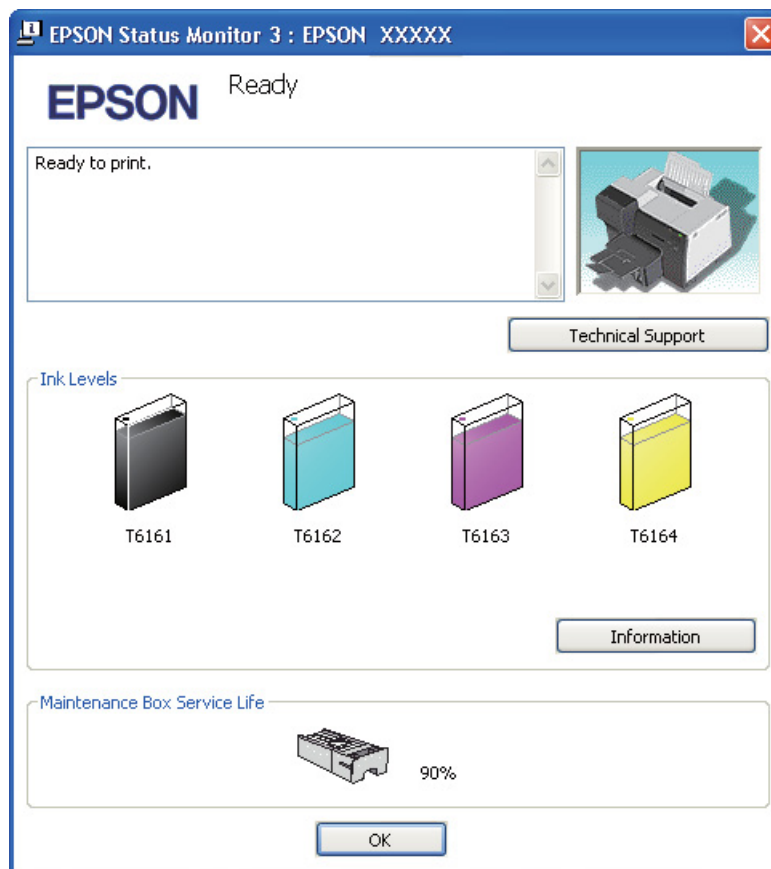 EPSON Status Monitor 3 : EPSON XXXXX
EPSON
Ready
Ready to print.
Technical Support
Ink Levels
T6161
T6162
T6163
T6164
Information
Maintenance Box Service Life
90%
OK